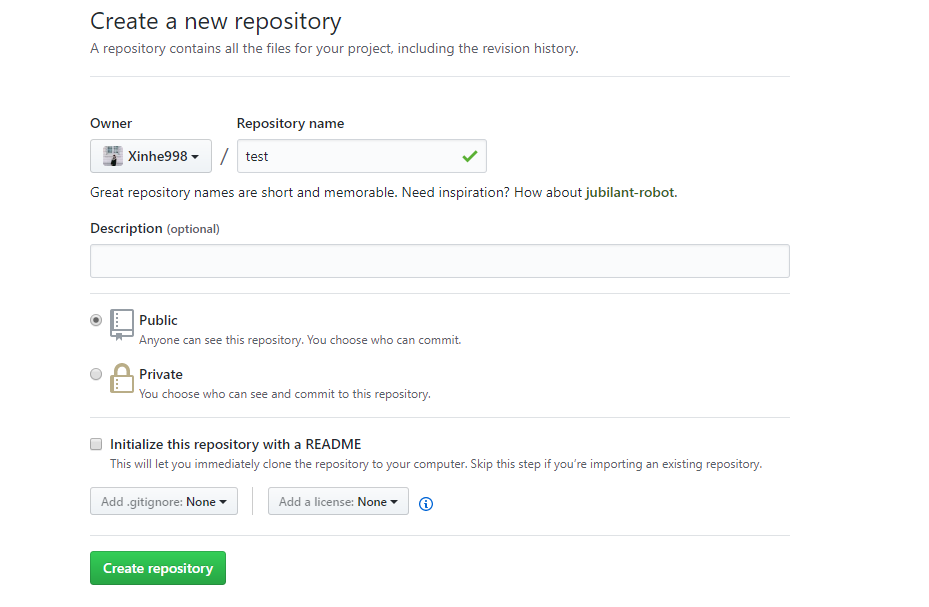 Create a new repository
A repository contains all the files for your project, including the revision history.
Owner
Repository name
Xinhe998
/
test
Great repository names are short and memorable. Need inspiration? How about jubilant-robot.
Description (optional)
Public
Anyone can see this repository. You choose who can commit.
Private
You choose who can see and commit to this repository.
Initialize this repository with a README
This will let you immediately clone the repository to your computer. Skip this step if you’re importing an existing repository.
Add .gitignore: None
Add a license: None
Create repository